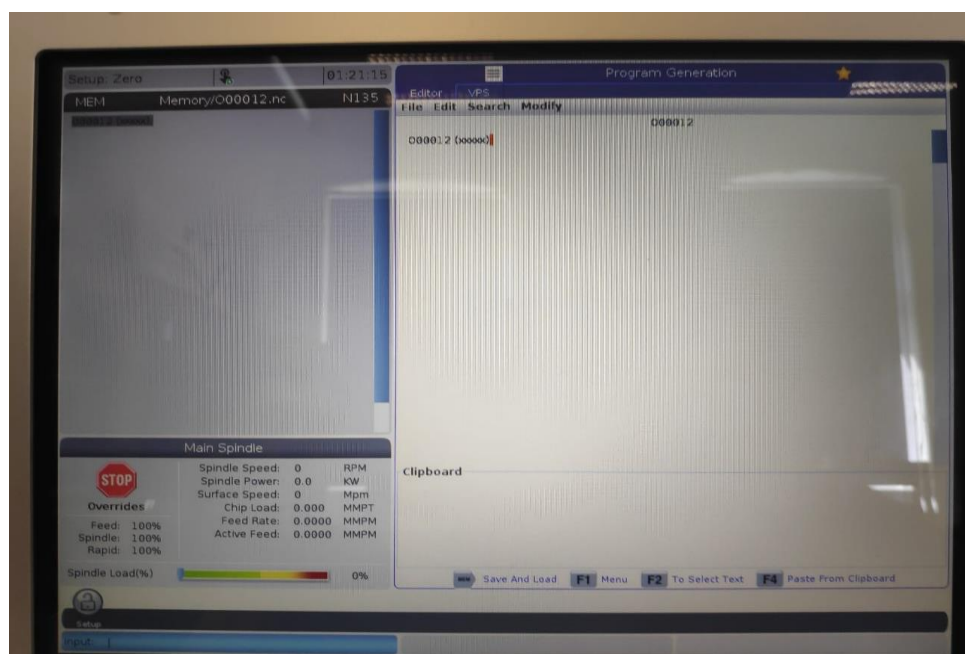 Setup: Zero
01:21:15
MEM
Memory/O00012.nc
N135
O00012 (xxxxx)
Main Spindle
STOP
Overrides
Feed: 100%
Spindle: 100%
Rapid: 100%
Spindle Speed: 0 RPM
Spindle Power: 0.0 KW
Surface Speed: 0 Mpm
Chip Load: 0.000 MMPT
Feed Rate: 0.0000 MMPM
Active Feed: 0.0000 MMPM
Spindle Load(%)
0%
Program Generation
Editor VPS
File Edit Search Modify
O00012
O00012 (xxxxx)
Clipboard
Save And Load F1 Menu F2 To Select Text F4 Paste From Clipboard
Setup
Input: